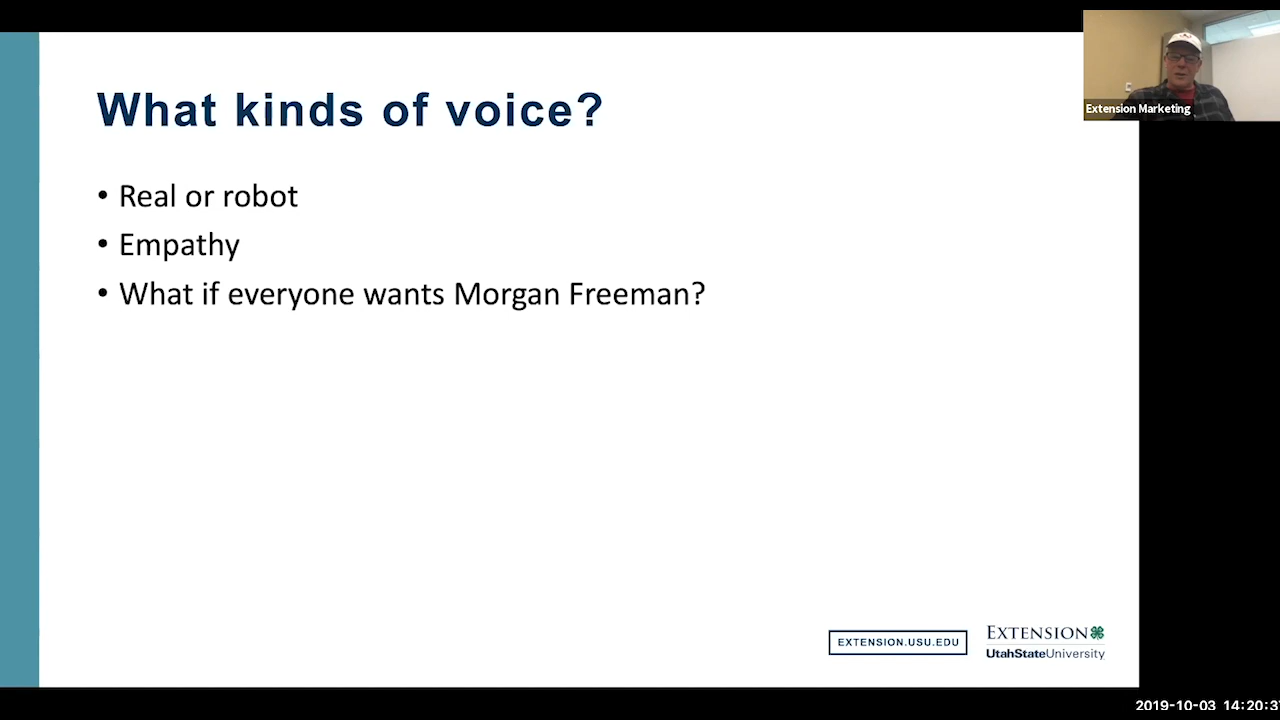 What kinds of voice?
• Real or robot
• Empathy
• What if everyone wants Morgan Freeman?
Extension Marketing
EXTENSION.USU.EDU
EXTENSION
UtahStateUniversity
2019-10-03 14:20:3